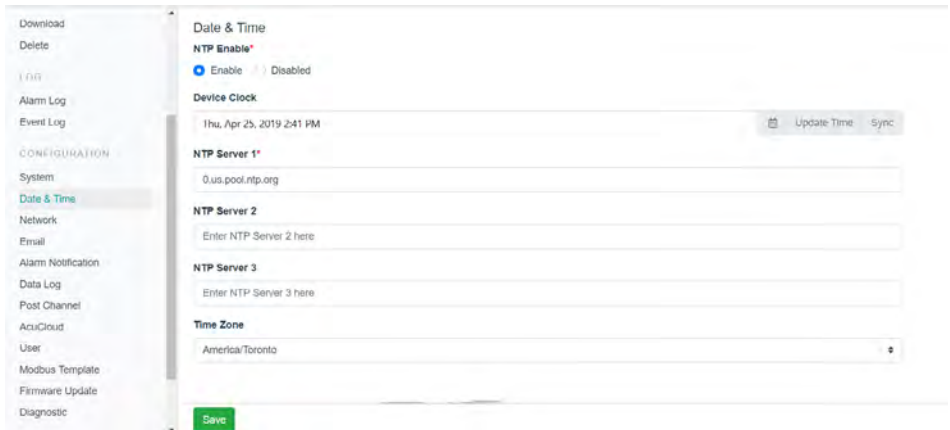 Download
Delete
LOG
Alarm Log
Event Log
CONFIGURATION
System
Date & Time
Network
Email
Alarm Notification
Data Log
Post Channel
AcuCloud
User
Modbus Template
Firmware Update
Diagnostic
Date & Time
NTP Enable*
Enable Disabled
Device Clock
Thu, Apr 25, 2019 2:41 PM Update Time Sync
NTP Server 1*
0.us.pool.ntp.org
NTP Server 2
Enter NTP Server 2 here
NTP Server 3
Enter NTP Server 3 here
Time Zone
America/Toronto
Save